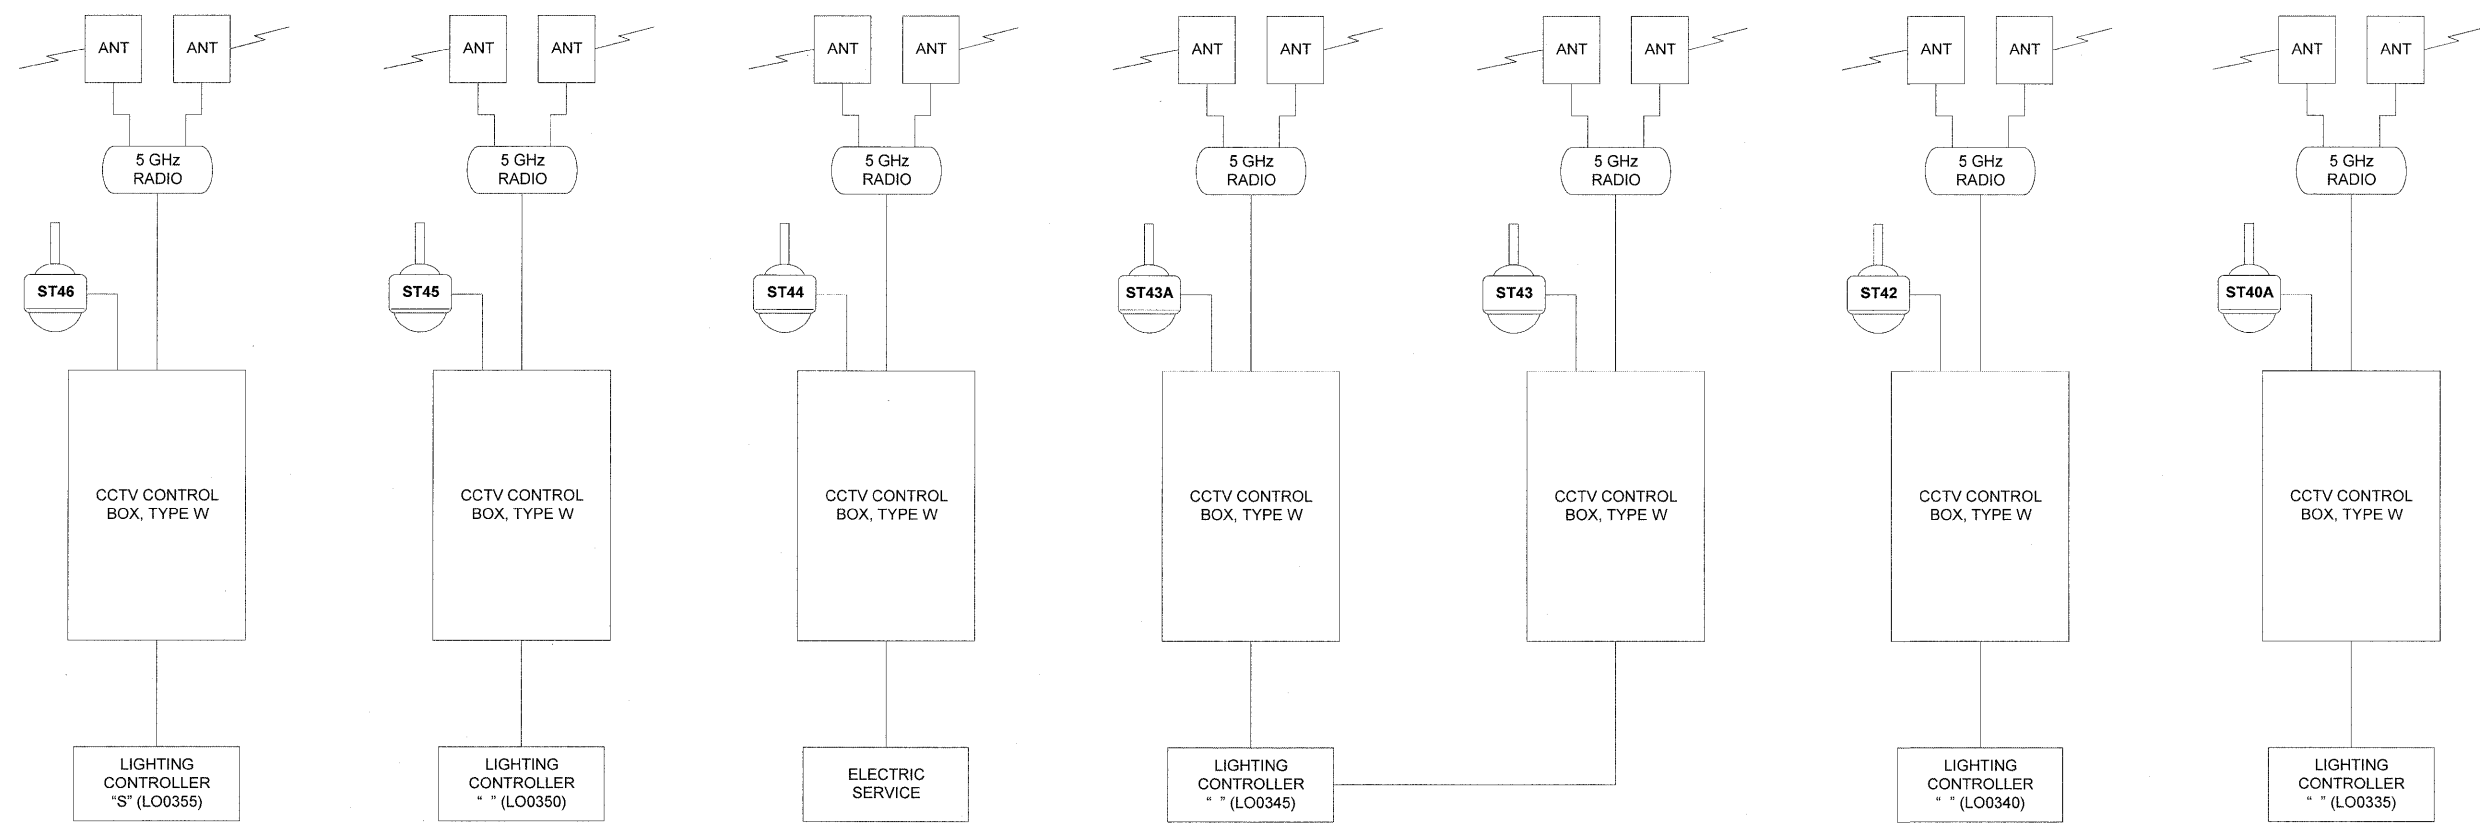 ANT ANT ANT ANT ANT ANT ANT ANT ANT ANT ANT ANT ANT ANT
5 GHz 5 GHz 5 GHz 5 GHz 5 GHz 5 GHz 5 GHz
RADIO RADIO RADIO RADIO RADIO RADIO RADIO
ST46 ST45 ST44 ST43A ST43 ST42 ST40A
CCTV CONTROL CCTV CONTROL CCTV CONTROL CCTV CONTROL CCTV CONTROL CCTV CONTROL CCTV CONTROL
BOX, TYPE W BOX, TYPE W BOX, TYPE W BOX, TYPE W BOX, TYPE W BOX, TYPE W BOX, TYPE W
LIGHTING LIGHTING ELECTRIC LIGHTING LIGHTING LIGHTING
CONTROLLER CONTROLLER SERVICE CONTROLLER CONTROLLER CONTROLLER
“S” (LO0355) “ ” (LO0350) “ ” (LO0345) “ ” (LO0340) “ ” (LO0335)